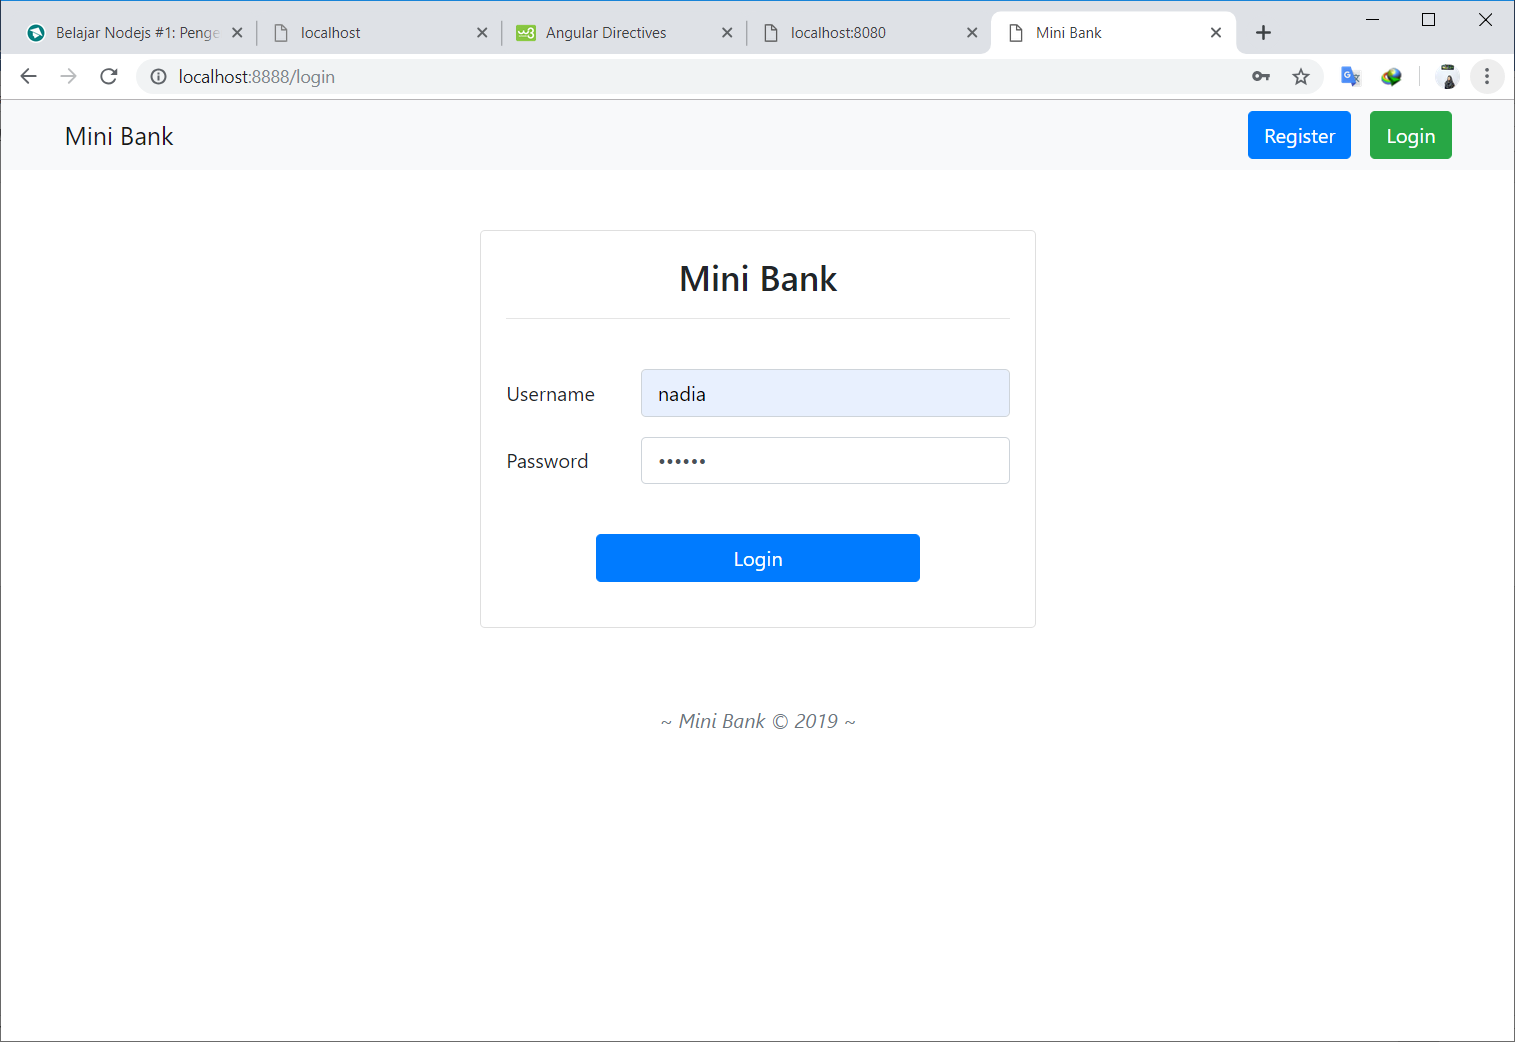 Belajar Nodejs #1: Penge
localhost
Angular Directives
localhost:8080
Mini Bank
localhost:8888/login
Mini Bank
Register
Login
Mini Bank
Username
nadia
Password
••••••
Login
~ Mini Bank © 2019 ~